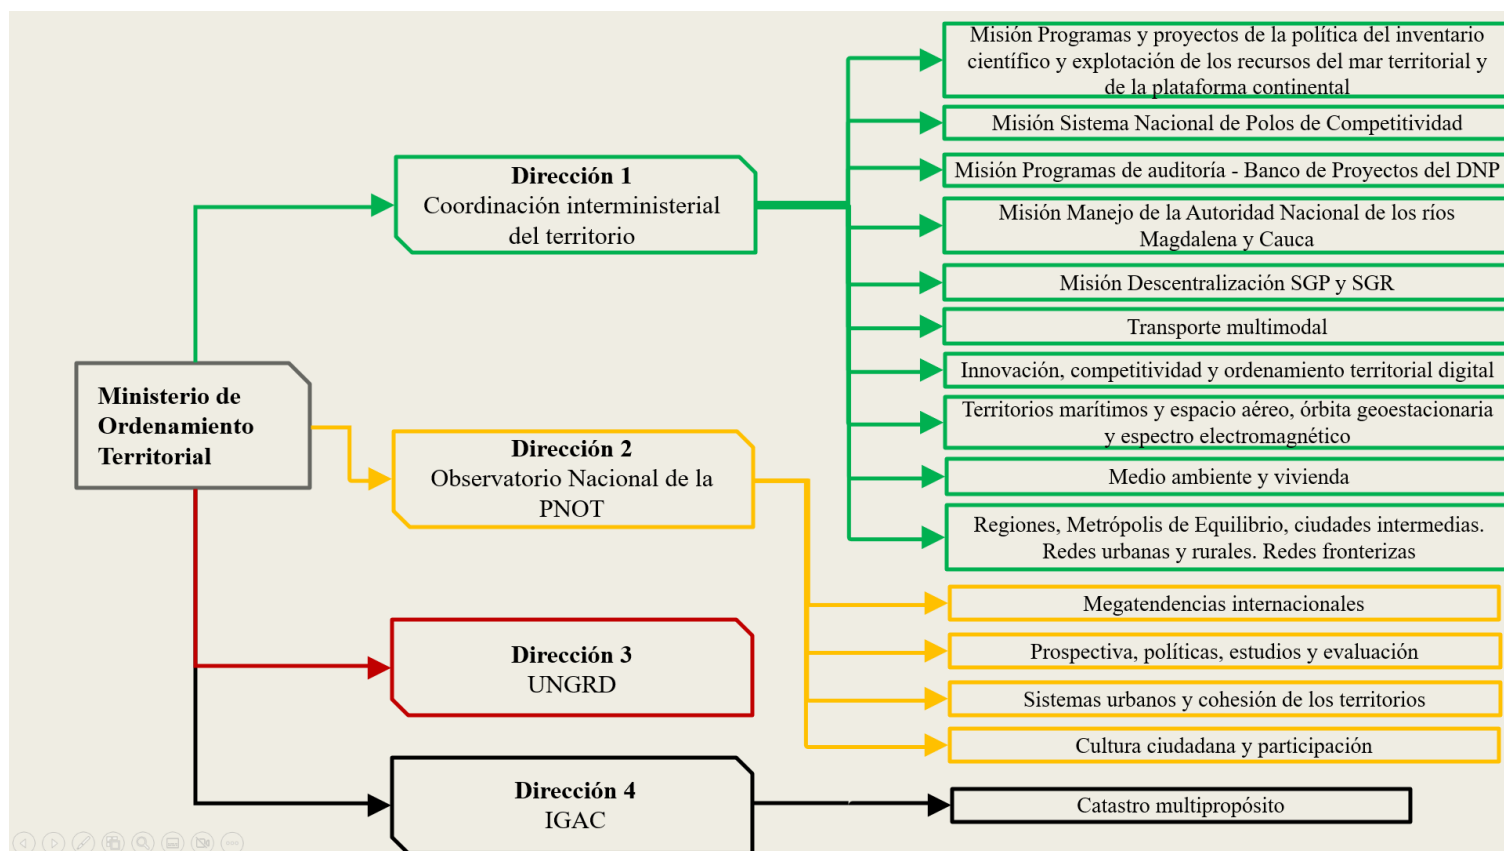 Misión Programas y proyectos de la política del inventario
científico y explotación de los recursos del mar territorial y
de la plataforma continental
Misión Sistema Nacional de Polos de Competitividad
Misión Programas de auditoría - Banco de Proyectos del DNP
Misión Manejo de la Autoridad Nacional de los ríos
Magdalena y Cauca
Misión Descentralización SGP y SGR
Transporte multimodal
Innovación, competitividad y ordenamiento territorial digital
Territorios marítimos y espacio aéreo, órbita geoestacionaria
y espectro electromagnético
Medio ambiente y vivienda
Regiones, Metrópolis de Equilibrio, ciudades intermedias.
Redes urbanas y rurales. Redes fronterizas
Dirección 1
Coordinación interministerial
del territorio
Ministerio de
Ordenamiento
Territorial
Dirección 2
Observatorio Nacional de la
PNOT
Megatendencias internacionales
Prospectiva, políticas, estudios y evaluación
Sistemas urbanos y cohesión de los territorios
Cultura ciudadana y participación
Dirección 3
UNGRD
Dirección 4
IGAC
Catastro multipropósito